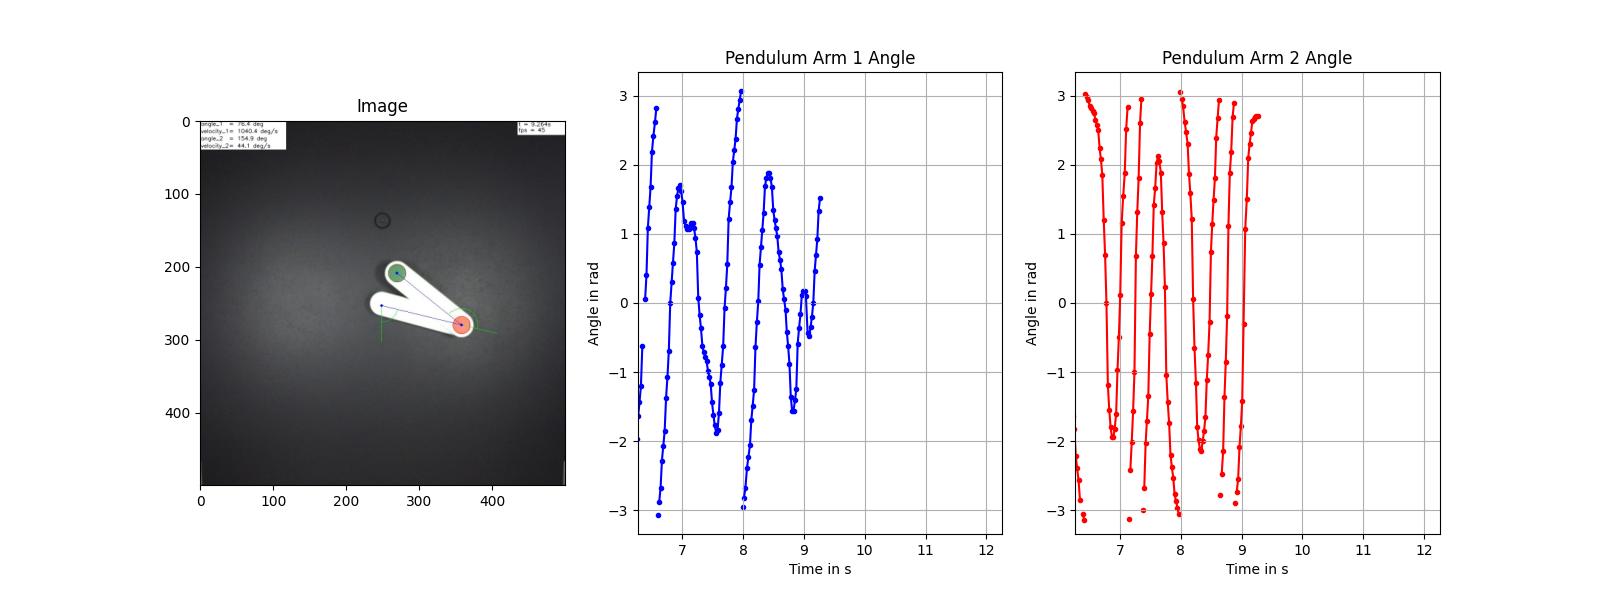 Image
angle_1 = 76.4 deg
velocity_1= 1040.4 deg/s
angle_2 = 154.9 deg
velocity_2= 44.1 deg/s
t = 9.264s
fps = 45
0
100
200
300
400
0 100 200 300 400
Pendulum Arm 1 Angle
Angle in rad
3
2
1
0
−1
−2
−3
7 8 9 10 11 12
Time in s
Pendulum Arm 2 Angle
Angle in rad
3
2
1
0
−1
−2
−3
7 8 9 10 11 12
Time in s